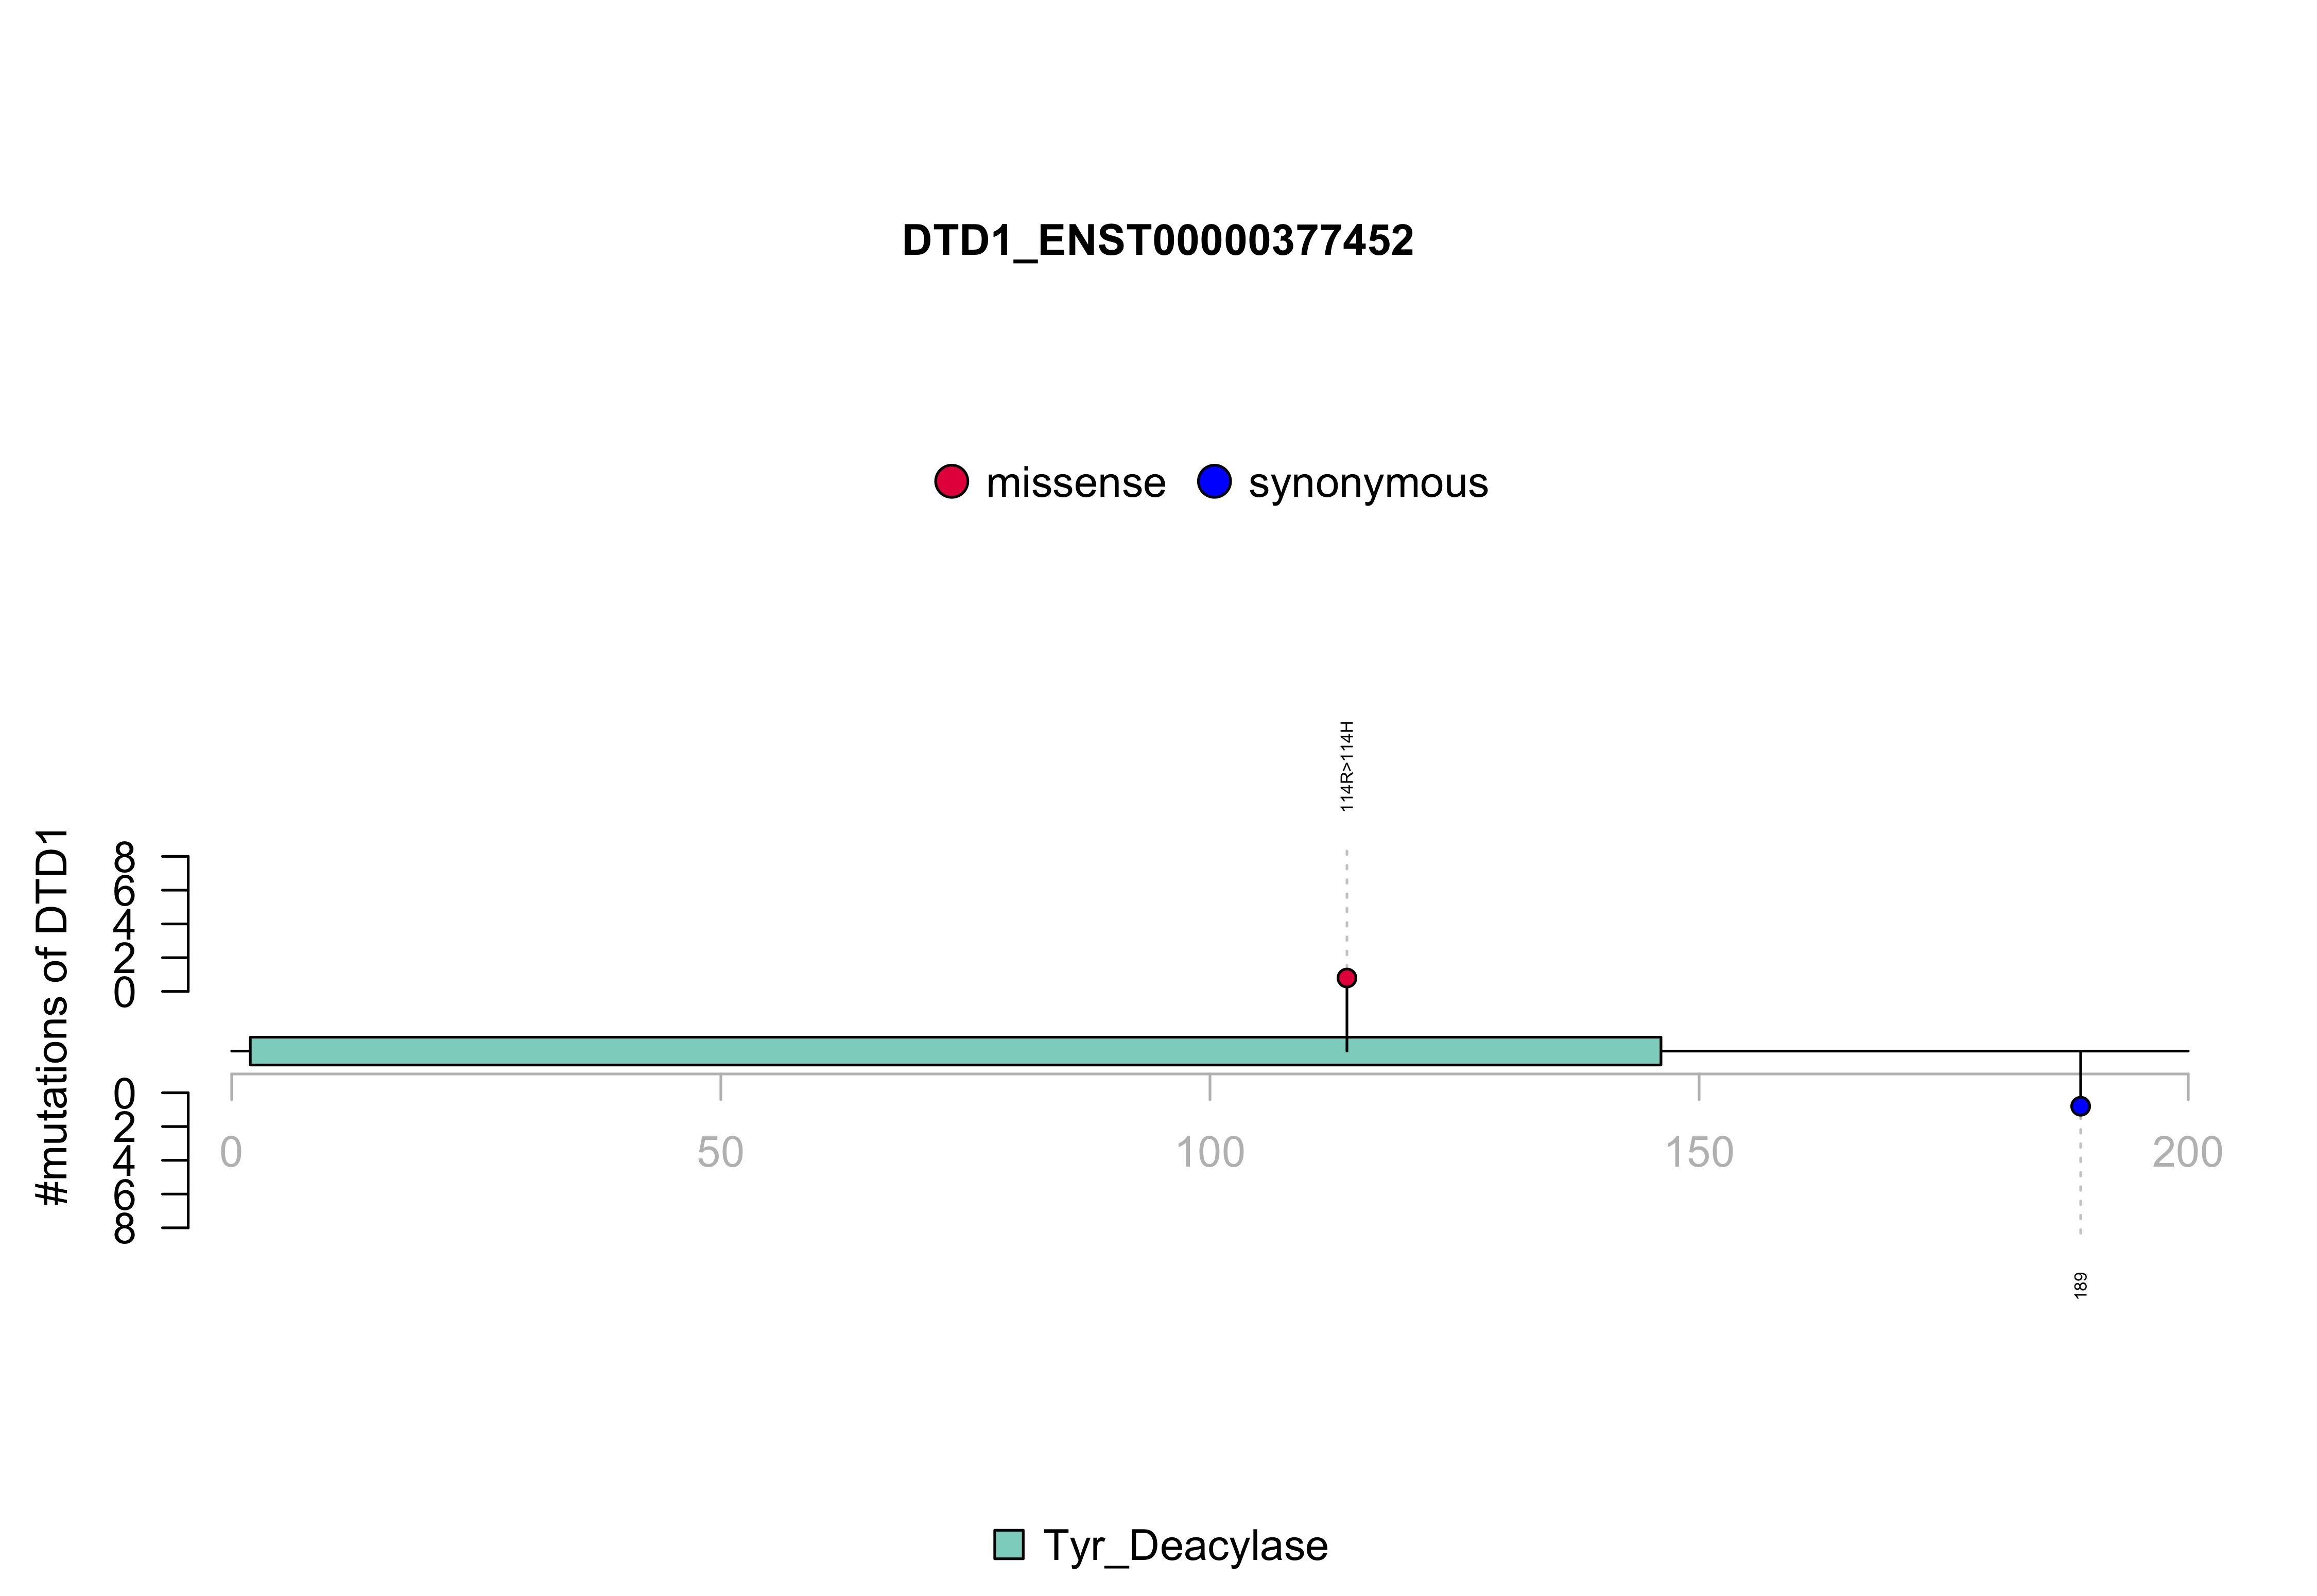 DTD1_ENST00000377452
missense synonymous
114R>114H
#mutations of DTD1
8
6
4
2
0
0
2
4
6
8
0 50 100 150 200
189
Tyr_Deacylase